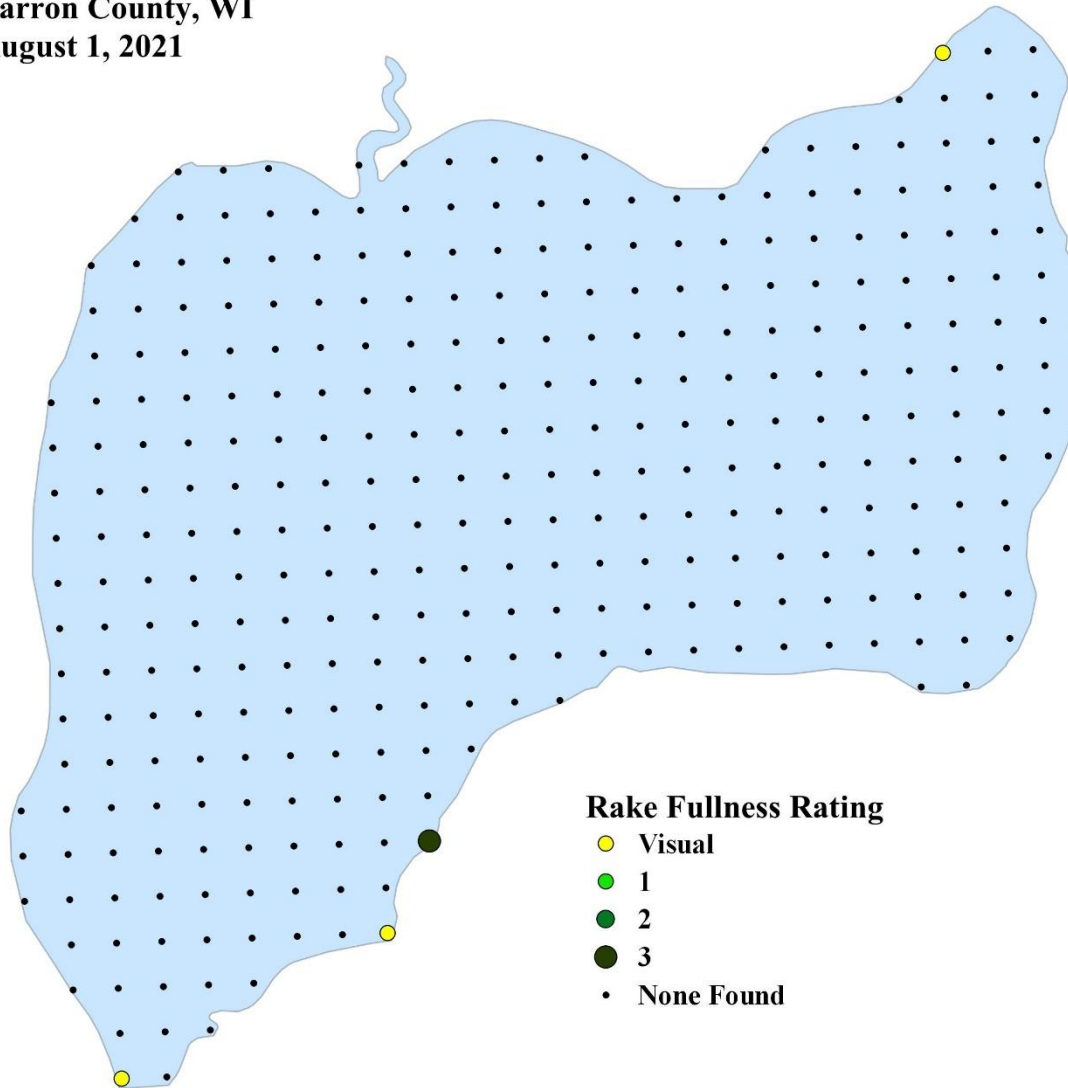 arron County, WI
ugust 1, 2021
Rake Fullness Rating
Visual
1
2
3
None Found